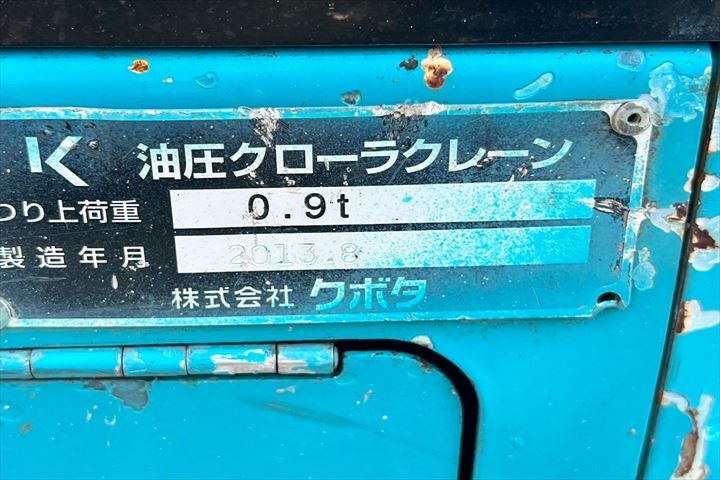 K 油圧クローラクレーン
つり上荷重 0.9t
製造年月 2013.8
株式会社 クボタ